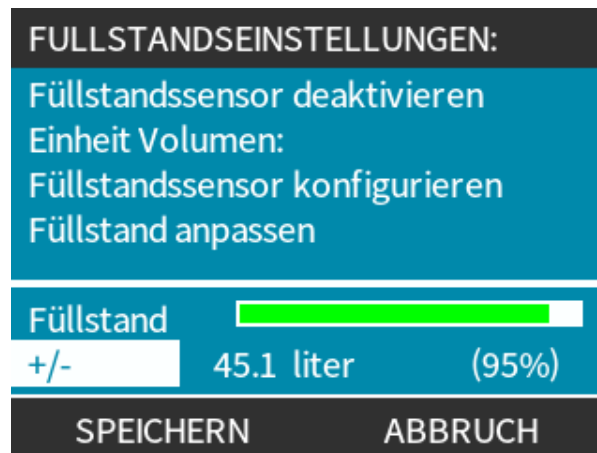 FULLSTANDSEINSTELLUNGEN:
Füllstandssensor deaktivieren
Einheit Volumen:
Füllstandssensor konfigurieren
Füllstand anpassen
Füllstand
+/- 45.1 liter (95%)
SPEICHERN ABBRUCH